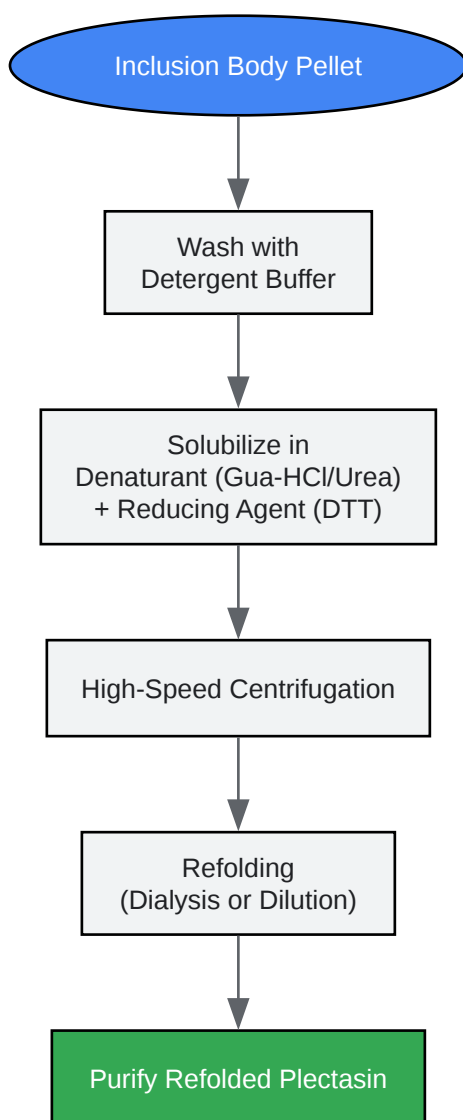 Inclusion Body Pellet
Wash with
Detergent Buffer
Solubilize in
Denaturant (Gua-HCl/Urea)
+ Reducing Agent (DTT)
High-Speed Centrifugation
Refolding
(Dialysis or Dilution)
Purify Refolded Plectasin